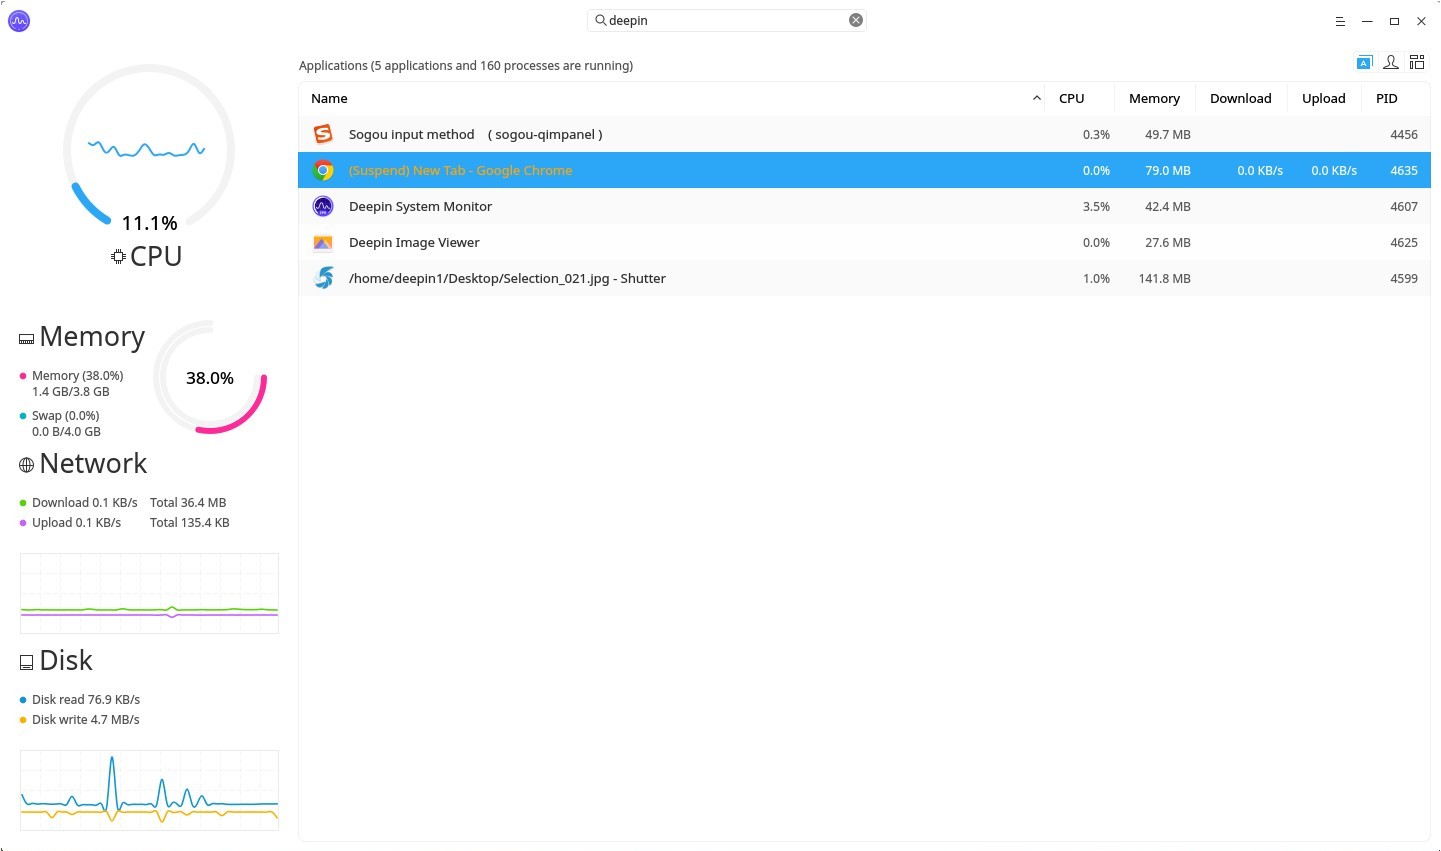 deepin
Applications (5 applications and 160 processes are running)
Name CPU Memory Download Upload PID
Sogou input method ( sogou-qimpanel ) 0.3% 49.7 MB 4456
(Suspend) New Tab - Google Chrome 0.0% 79.0 MB 0.0 KB/s 0.0 KB/s 4635
Deepin System Monitor 3.5% 42.4 MB 4607
Deepin Image Viewer 0.0% 27.6 MB 4625
/home/deepin1/Desktop/Selection_021.jpg - Shutter 1.0% 141.8 MB 4599
11.1%
CPU
Memory
38.0%
Memory (38.0%)
1.4 GB/3.8 GB
Swap (0.0%)
0.0 B/4.0 GB
Network
Download 0.1 KB/s Total 36.4 MB
Upload 0.1 KB/s Total 135.4 KB
Disk
Disk read 76.9 KB/s
Disk write 4.7 MB/s